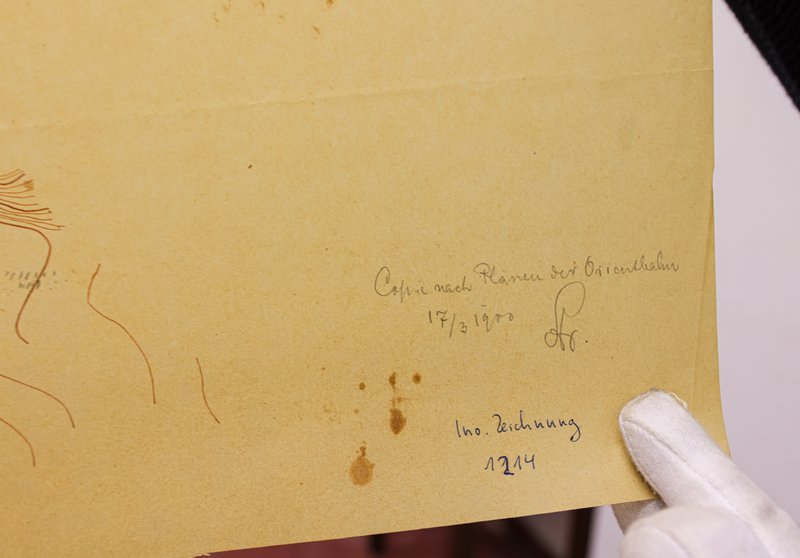 Copie nach Plänen der Orientbahn
17/3 1900
Inv. Zeichnung
1214